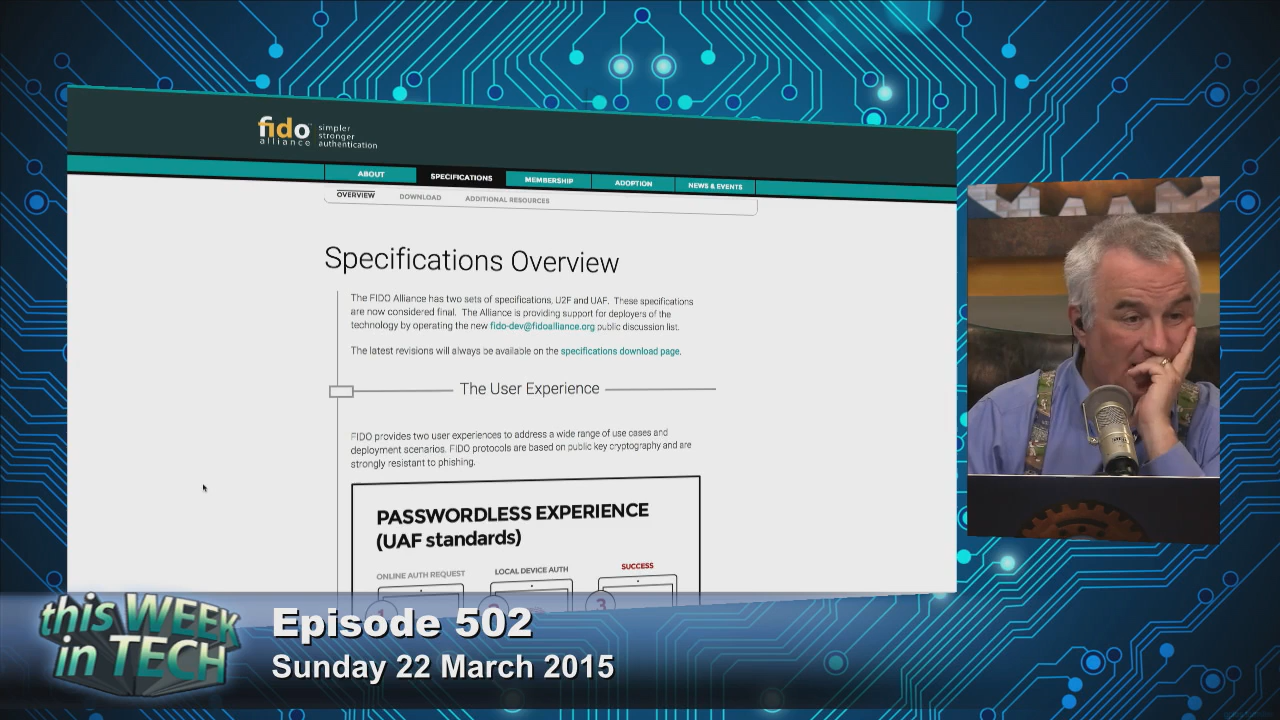 fido
alliance
simpler
stronger
authentication
ABOUT
SPECIFICATIONS
MEMBERSHIP
ADOPTION
NEWS & EVENTS
OVERVIEW
DOWNLOAD
ADDITIONAL RESOURCES
Specifications Overview
The FIDO Alliance has two sets of specifications, U2F and UAF. These specifications
are now considered final. The Alliance is providing support for deployers of the
technology by operating the new fido-dev@fidoalliance.org public discussion list.
The latest revisions will always be available on the specifications download page.
The User Experience
FIDO provides two user experiences to address a wide range of use cases and
deployment scenarios. FIDO protocols are based on public key cryptography and are
strongly resistant to phishing.
PASSWORDLESS EXPERIENCE
(UAF standards)
ONLINE AUTH REQUEST
LOCAL DEVICE AUTH
SUCCESS
1
3
this WEEK
in TECH
Episode 502
Sunday 22 March 2015